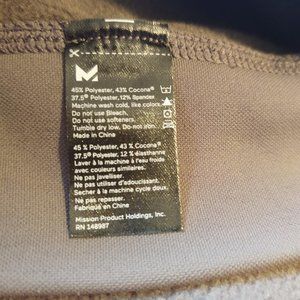 M
45% Polyester, 43% Cocona®
37.5® Polyester, 12% Spandex
Machine wash cold, like colors.
Do not use Bleach.
Do not use softeners.
Tumble dry low. Do not iron.
Made in China
45 % Polyester, 43 % Cocona®
37.5® Polyester, 12 % élasthanne
Laver à la machine à l'eau froide
avec couleurs similaires.
Ne pas javelliser.
Ne pas utiliser d'adoucissant.
Sécher à la machine cycle doux.
Ne pas repasser.
Fabriqué en China
Mission Product Holdings, Inc.
RN 148987